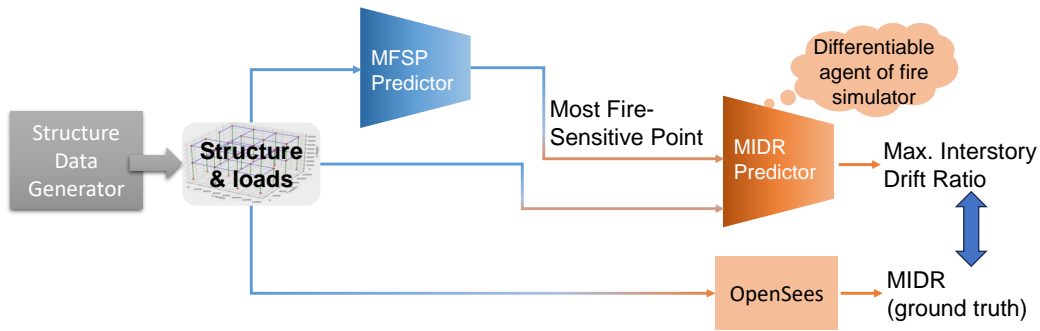 Structure
Data
Generator
Structure
& loads
MFSP
Predictor
Most Fire-
Sensitive Point
Differentiable
agent of fire
simulator
MIDR
Predictor
Max. Interstory
Drift Ratio
OpenSees
MIDR
(ground truth)